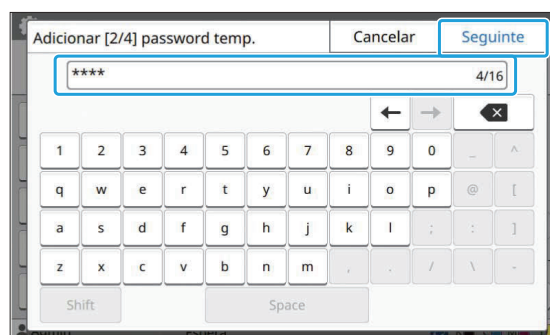 Adicionar [2/4] password temp. Cancelar Seguinte
**** 4/16
1 2 3 4 5 6 7 8 9 0 _ ^
q w e r t y u i o p @ [
a s d f g h j k l ; : ]
z x c v b n m , . / \ -
Shift Space